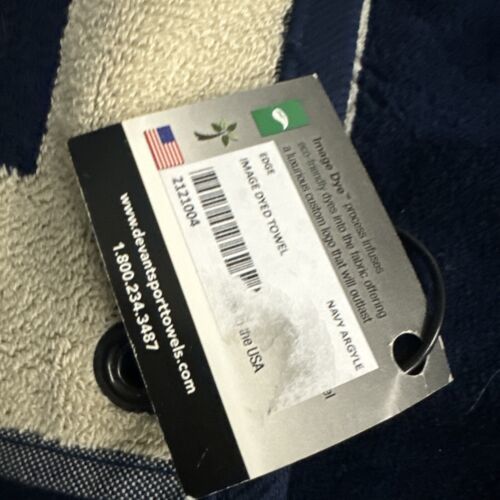 Image Dye™ process infuses
eco-friendly dyes into the fabric offering
a luxurious custom logo that will outlast
EDGE
IMAGE DYED TOWEL
NAVY ARGYLE
2121004
the USA
www.devantsporttowels.com
1.800.234.3487